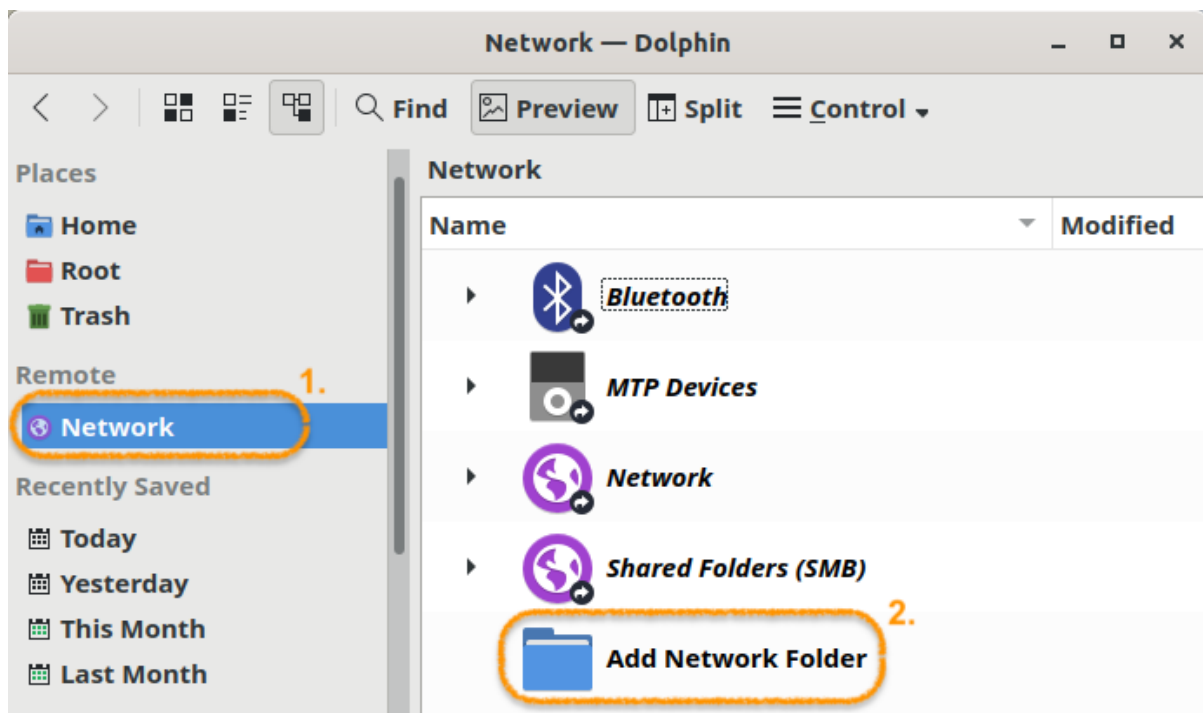 Network — Dolphin
Find Preview Split Control
Places
Home
Root
Trash
Remote
1.
Network
Recently Saved
Today
Yesterday
This Month
Last Month
Network
Name Modified
Bluetooth
MTP Devices
Network
Shared Folders (SMB)
2.
Add Network Folder